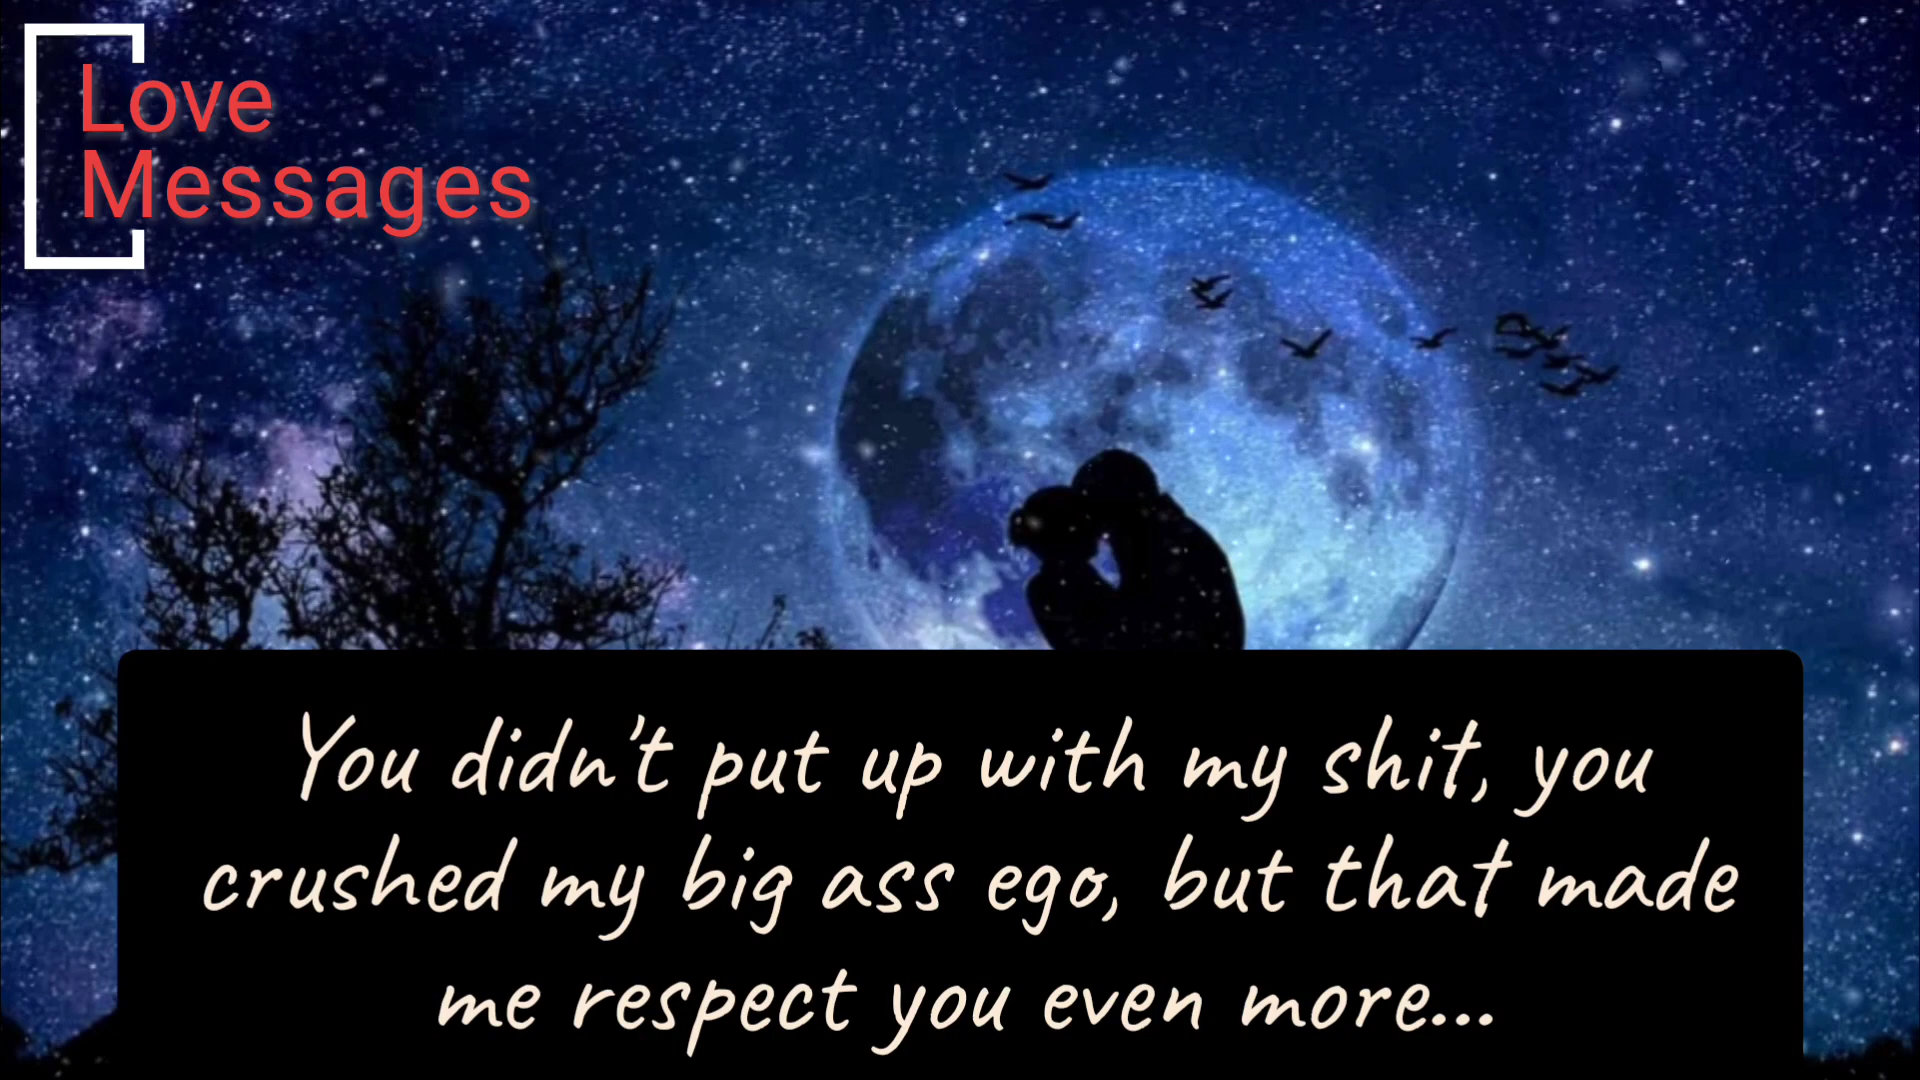 Love
Messages
You didn't put up with my shit, you
crushed my big ass ego, but that made
me respect you even more...